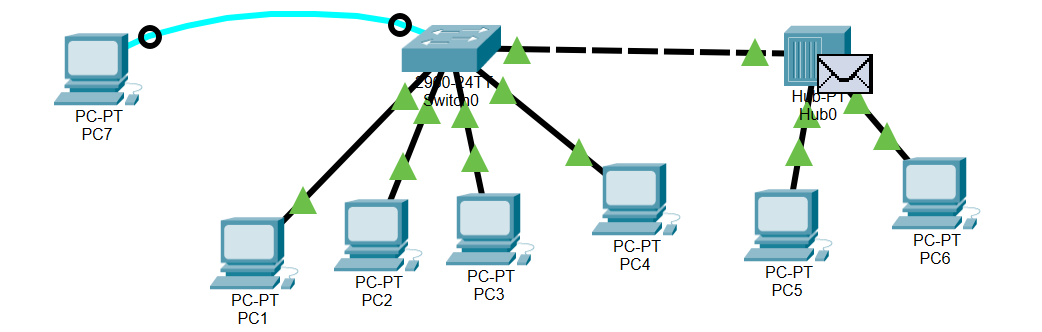 PC-PT
PC7
2960-24TT
Switch0
Hub-PT
Hub0
PC-PT
PC1
PC-PT
PC2
PC-PT
PC3
PC-PT
PC4
PC-PT
PC5
PC-PT
PC6